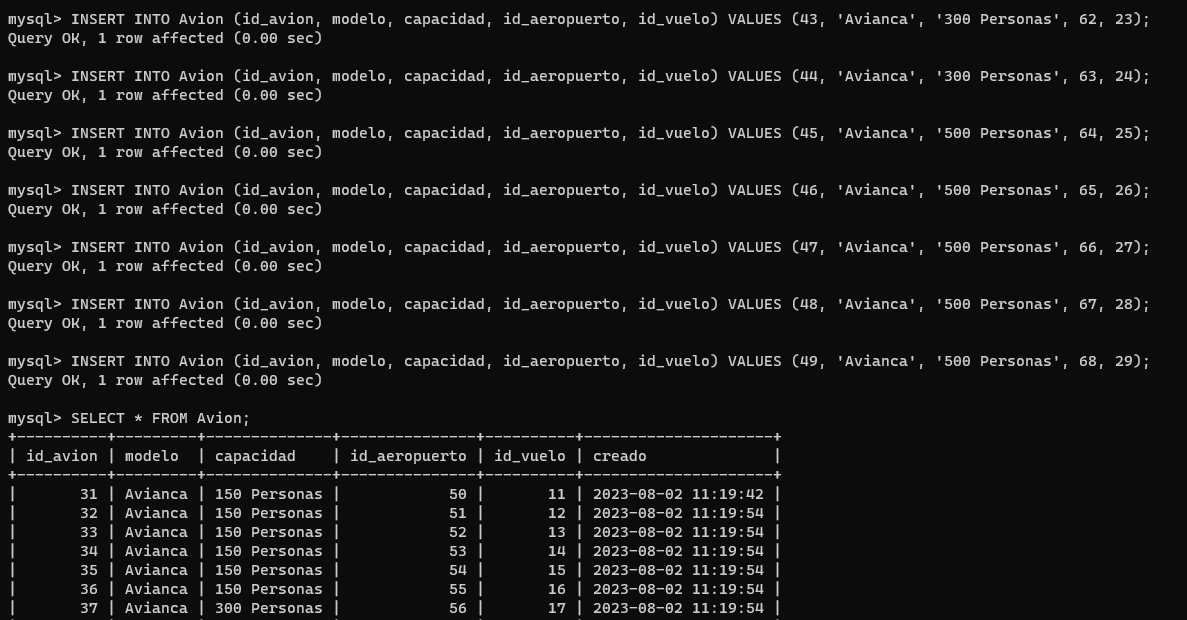 mysql> INSERT INTO Avion (id_avion, modelo, capacidad, id_aeropuerto, id_vuelo) VALUES (43, 'Avianca', '300 Personas', 62, 23);
Query OK, 1 row affected (0.00 sec)
mysql> INSERT INTO Avion (id_avion, modelo, capacidad, id_aeropuerto, id_vuelo) VALUES (44, 'Avianca', '300 Personas', 63, 24);
Query OK, 1 row affected (0.00 sec)
mysql> INSERT INTO Avion (id_avion, modelo, capacidad, id_aeropuerto, id_vuelo) VALUES (45, 'Avianca', '500 Personas', 64, 25);
Query OK, 1 row affected (0.00 sec)
mysql> INSERT INTO Avion (id_avion, modelo, capacidad, id_aeropuerto, id_vuelo) VALUES (46, 'Avianca', '500 Personas', 65, 26);
Query OK, 1 row affected (0.00 sec)
mysql> INSERT INTO Avion (id_avion, modelo, capacidad, id_aeropuerto, id_vuelo) VALUES (47, 'Avianca', '500 Personas', 66, 27);
Query OK, 1 row affected (0.00 sec)
mysql> INSERT INTO Avion (id_avion, modelo, capacidad, id_aeropuerto, id_vuelo) VALUES (48, 'Avianca', '500 Personas', 67, 28);
Query OK, 1 row affected (0.00 sec)
mysql> INSERT INTO Avion (id_avion, modelo, capacidad, id_aeropuerto, id_vuelo) VALUES (49, 'Avianca', '500 Personas', 68, 29);
Query OK, 1 row affected (0.00 sec)
mysql> SELECT * FROM Avion;
+----------+---------+--------------+---------------+----------+---------------------+
| id_avion | modelo  | capacidad    | id_aeropuerto | id_vuelo | creado              |
+----------+---------+--------------+---------------+----------+---------------------+
|       31 | Avianca | 150 Personas |            50 |       11 | 2023-08-02 11:19:42 |
|       32 | Avianca | 150 Personas |            51 |       12 | 2023-08-02 11:19:54 |
|       33 | Avianca | 150 Personas |            52 |       13 | 2023-08-02 11:19:54 |
|       34 | Avianca | 150 Personas |            53 |       14 | 2023-08-02 11:19:54 |
|       35 | Avianca | 150 Personas |            54 |       15 | 2023-08-02 11:19:54 |
|       36 | Avianca | 150 Personas |            55 |       16 | 2023-08-02 11:19:54 |
|       37 | Avianca | 300 Personas |            56 |       17 | 2023-08-02 11:19:54 |